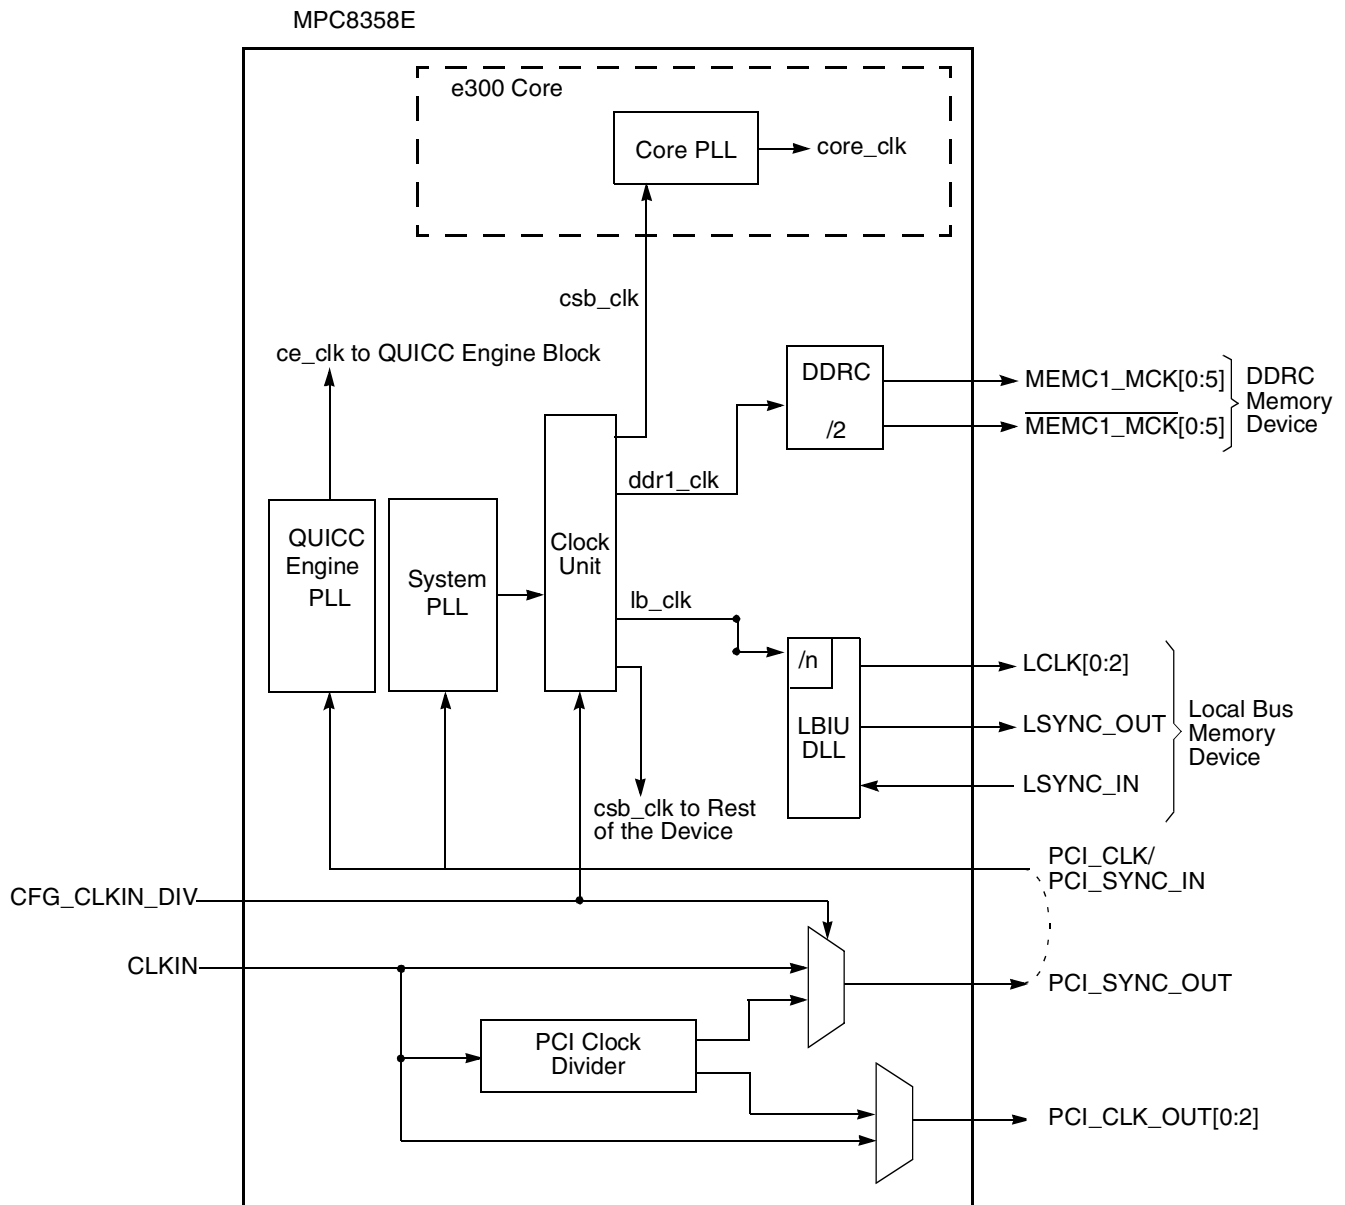 MPC8358E
e300 Core
Core PLL
core_clk
csb_clk
ce_clk to QUICC Engine Block
DDRC
/2
MEMC1_MCK[0:5]
MEMC1_MCK[0:5]
DDRC
Memory
Device
ddr1_clk
QUICC
Engine
PLL
System
PLL
Clock
Unit
lb_clk
/n
LBIU
DLL
LCLK[0:2]
LSYNC_OUT
LSYNC_IN
Local Bus
Memory
Device
csb_clk to Rest
of the Device
PCI_CLK/
PCI_SYNC_IN
CFG_CLKIN_DIV
CLKIN
PCI_SYNC_OUT
PCI Clock
Divider
PCI_CLK_OUT[0:2]